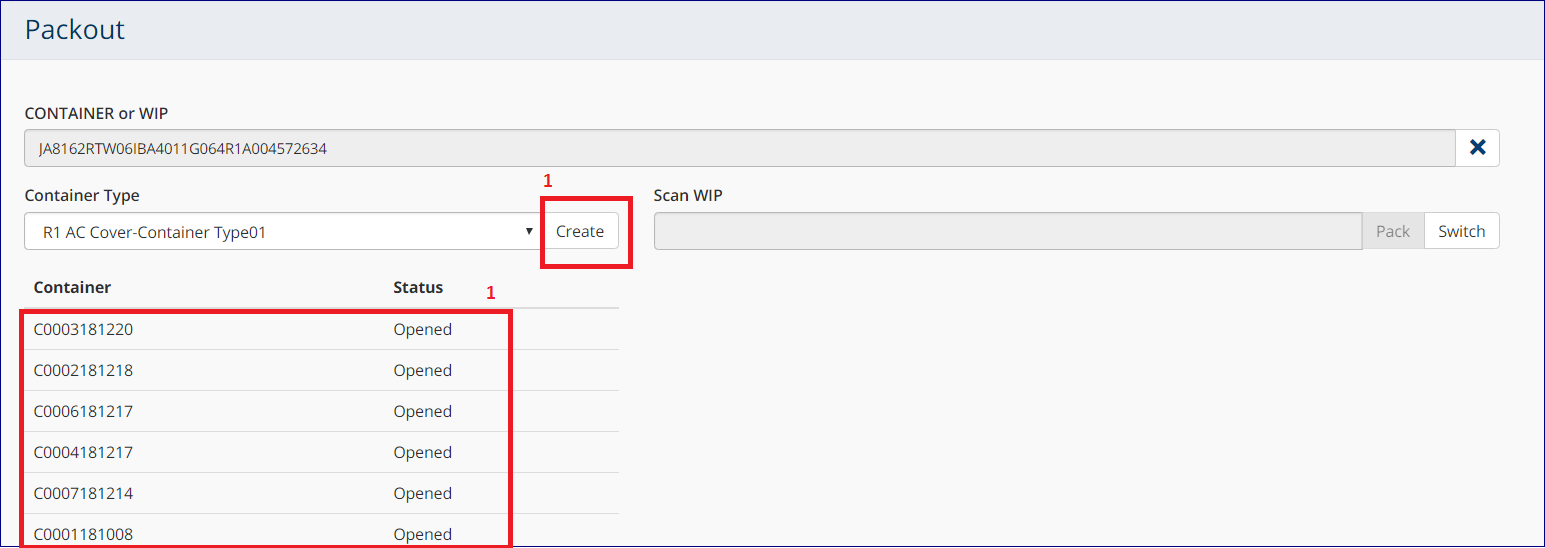 Packout
CONTAINER or WIP
JA8162RTW06IBA4011G064R1A004572634
Container Type
1
Scan WIP
R1 AC Cover-Container Type01
Create
Pack
Switch
Container Status
1
C0003181220 Opened
C0002181218 Opened
C0006181217 Opened
C0004181217 Opened
C0007181214 Opened
C0001181008 Opened